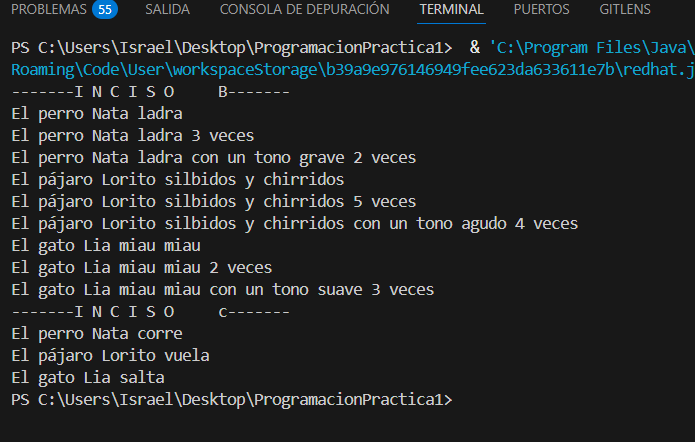 PROBLEMAS 55 SALIDA CONSOLA DE DEPURACIÓN TERMINAL PUERTOS GITLENS
PS C:\Users\Israel\Desktop\ProgramacionPractica1>  & 'C:\Program Files\Java\
Roaming\Code\User\workspaceStorage\b39a9e976146949fee623da633611e7b\redhat.j
-------I N C I S O     B-------
El perro Nata ladra
El perro Nata ladra 3 veces
El perro Nata ladra con un tono grave 2 veces
El pájaro Lorito silbidos y chirridos
El pájaro Lorito silbidos y chirridos 5 veces
El pájaro Lorito silbidos y chirridos con un tono agudo 4 veces
El gato Lia miau miau
El gato Lia miau miau 2 veces
El gato Lia miau miau con un tono suave 3 veces
-------I N C I S O     c-------
El perro Nata corre
El pájaro Lorito vuela
El gato Lia salta
PS C:\Users\Israel\Desktop\ProgramacionPractica1>